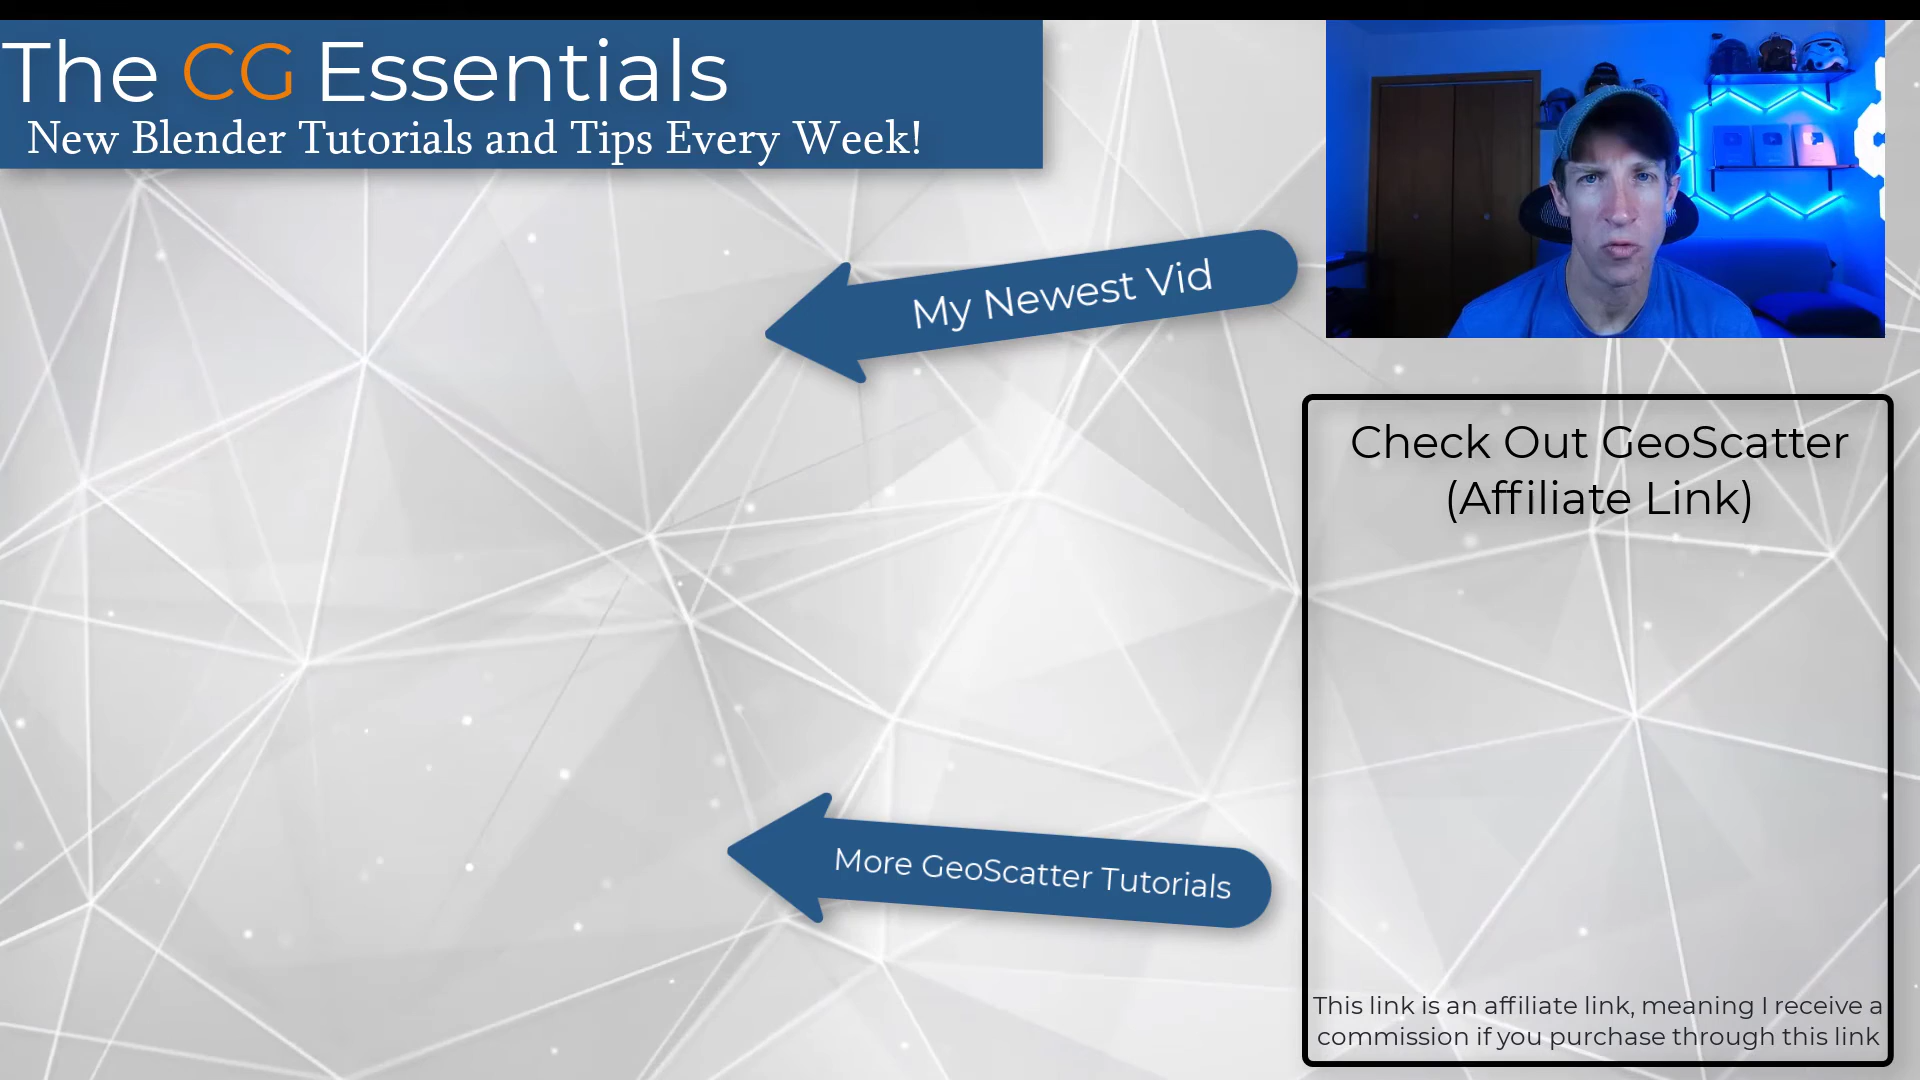 The CG Essentials
New Blender Tutorials and Tips Every Week!
My Newest Vid
Check Out GeoScatter
(Affiliate Link)
More GeoScatter Tutorials
This link is an affiliate link, meaning I receive a
commission if you purchase through this link